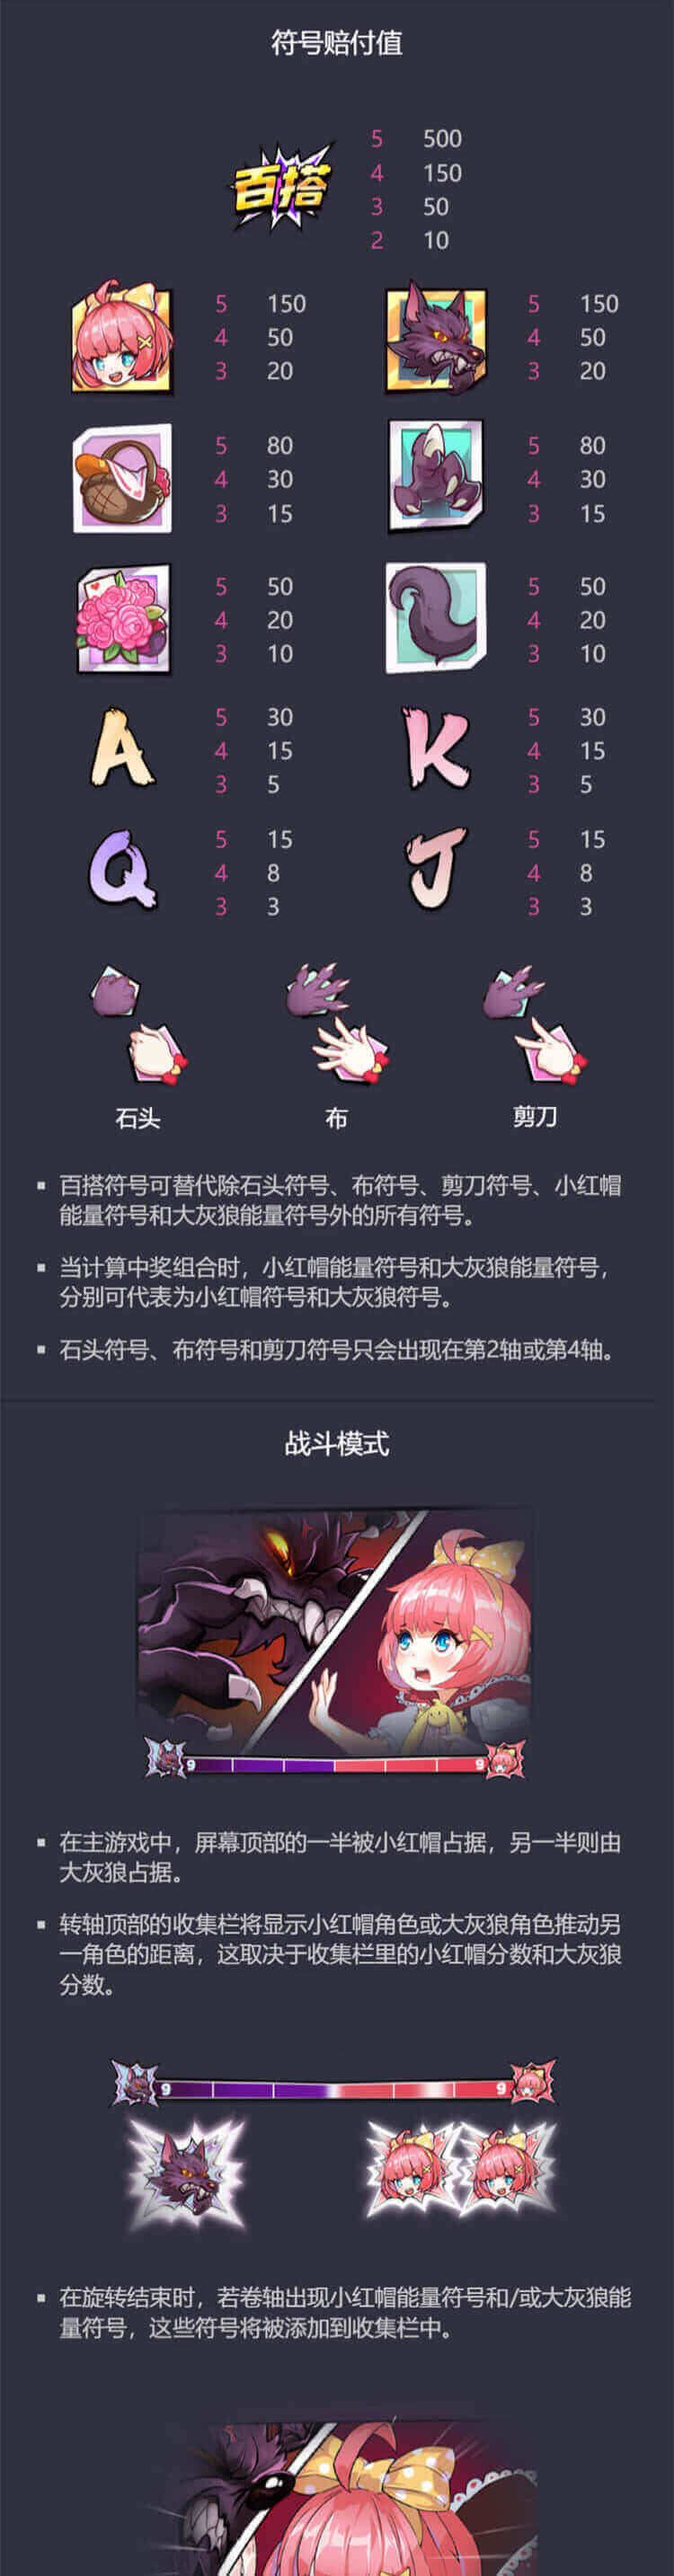 符号赔付值
百搭
5 500
4 150
3 50
2 10
5 150
4 50
3 20
5 150
4 50
3 20
5 80
4 30
3 15
5 80
4 30
3 15
5 50
4 20
3 10
5 50
4 20
3 10
A
5 30
4 15
3 5
K
5 30
4 15
3 5
Q
5 15
4 8
3 3
J
5 15
4 8
3 3
石头 布 剪刀
▪ 百搭符号可替代除石头符号、布符号、剪刀符号、小红帽
能量符号和大灰狼能量符号外的所有符号。
▪ 当计算中奖组合时，小红帽能量符号和大灰狼能量符号，
分别可代表为小红帽符号和大灰狼符号。
▪ 石头符号、布符号和剪刀符号只会出现在第2轴或第4轴。
战斗模式
9 9
▪ 在主游戏中，屏幕顶部的一半被小红帽占据，另一半则由
大灰狼占据。
▪ 转轴顶部的收集栏将显示小红帽角色或大灰狼角色推动另
一角色的距离，这取决于收集栏里的小红帽分数和大灰狼
分数。
9 9
▪ 在旋转结束时，若卷轴出现小红帽能量符号和/或大灰狼能
量符号，这些符号将被添加到收集栏中。